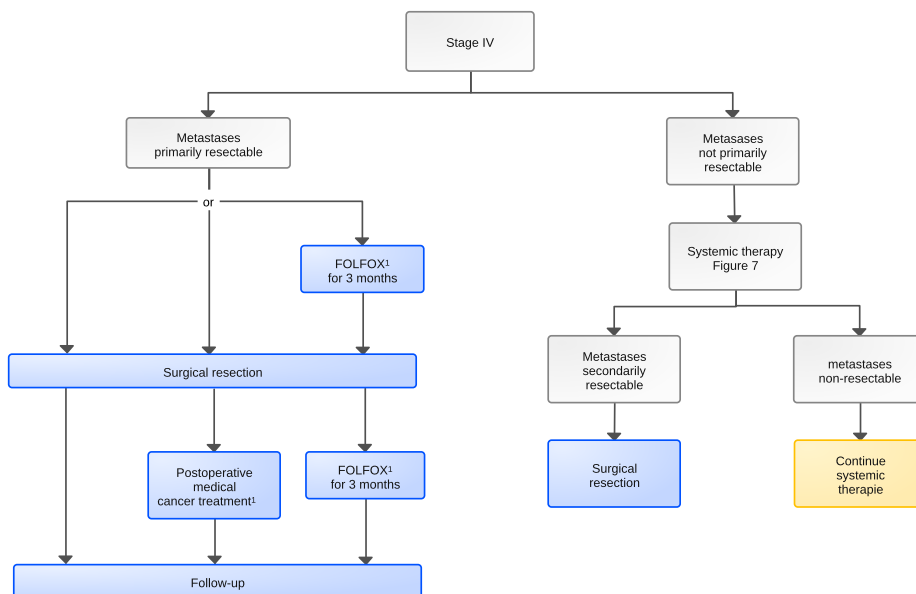 Stage IV
Metastases
primarily resectable
Metasases
not primarily
resectable
or
Systemic therapy
Figure 7
FOLFOX¹
for 3 months
Metastases
secondarily
resectable
metastases
non-resectable
Surgical resection
Postoperative
medical
cancer treatment¹
FOLFOX¹
for 3 months
Surgical
resection
Continue
systemic
therapie
Follow-up